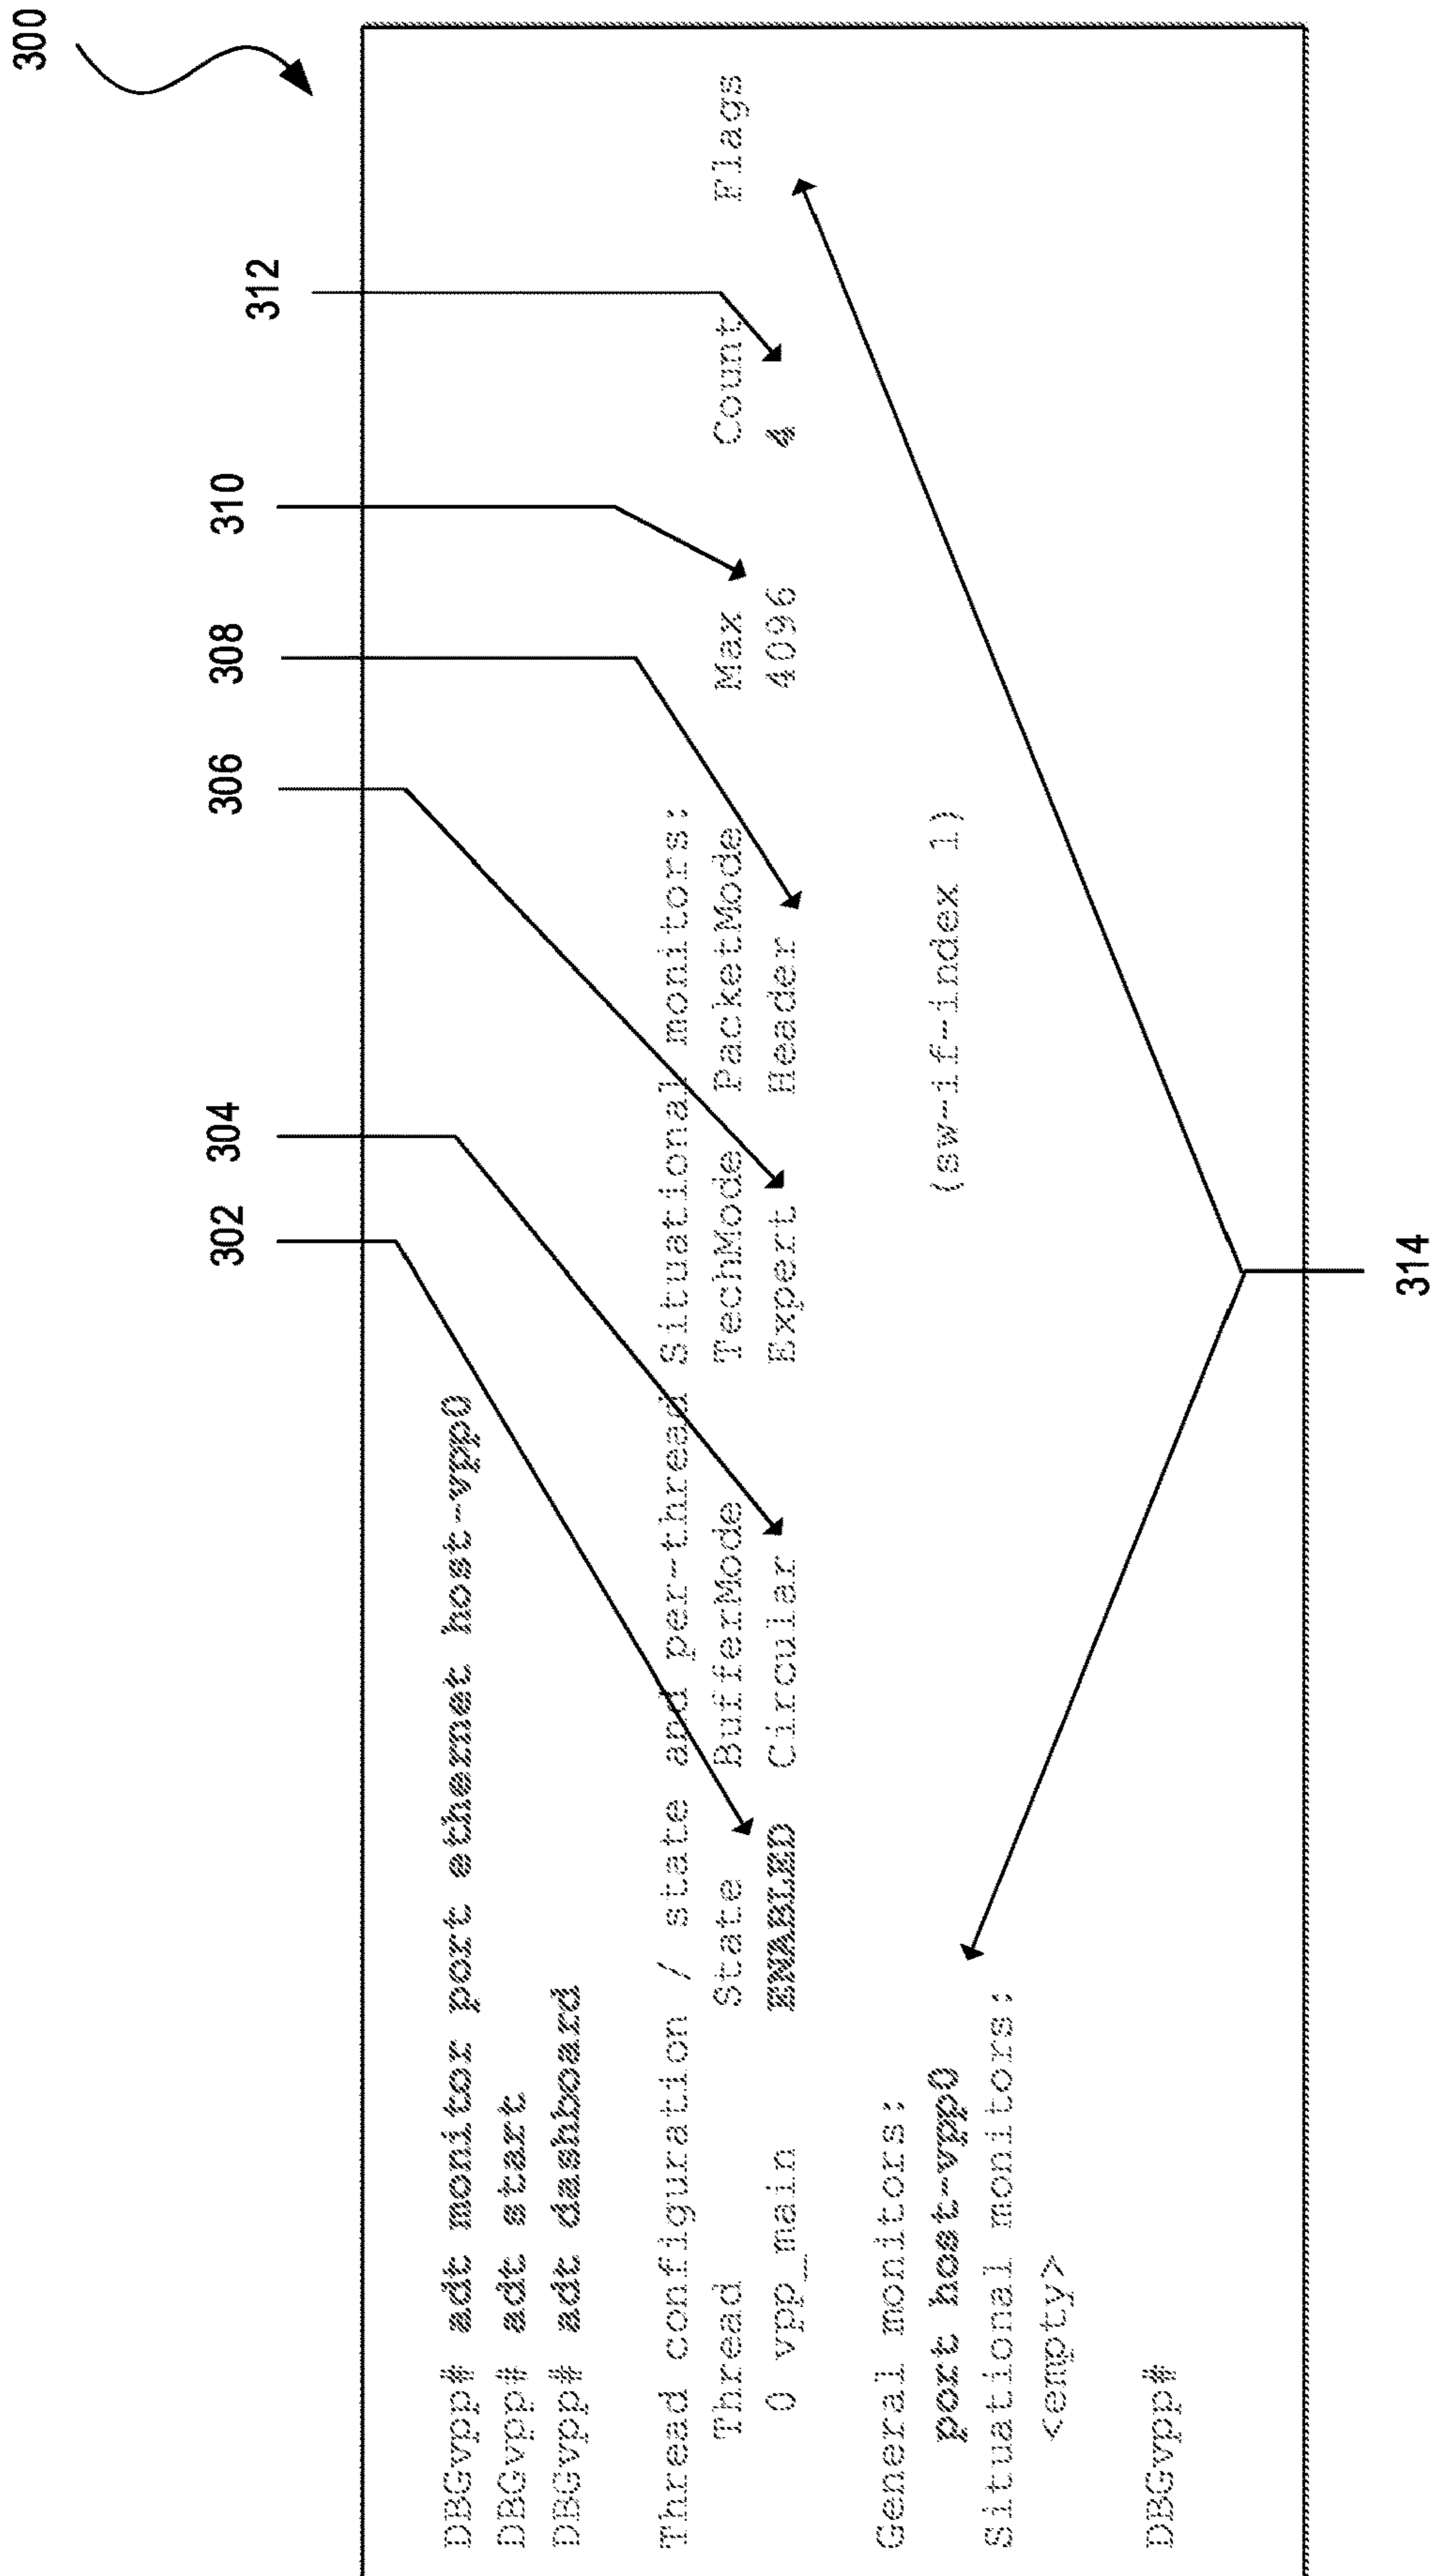 300
302
304
306
308
310
312
DBGvpp# adt monitor port ethernet host-vpp0
DBGvpp# adt start
DBGvpp# adt dashboard
Thread configuration / state and per-thread Situational monitors:
Thread State BufferMode TechMode PacketMode Max Count Flags
0 vpp_main ENABLED Circular Expert Header 4096 4
General monitors:
port host-vpp0 (sw-if-index 1)
Situational monitors:
<empty>
DBGvpp#
314